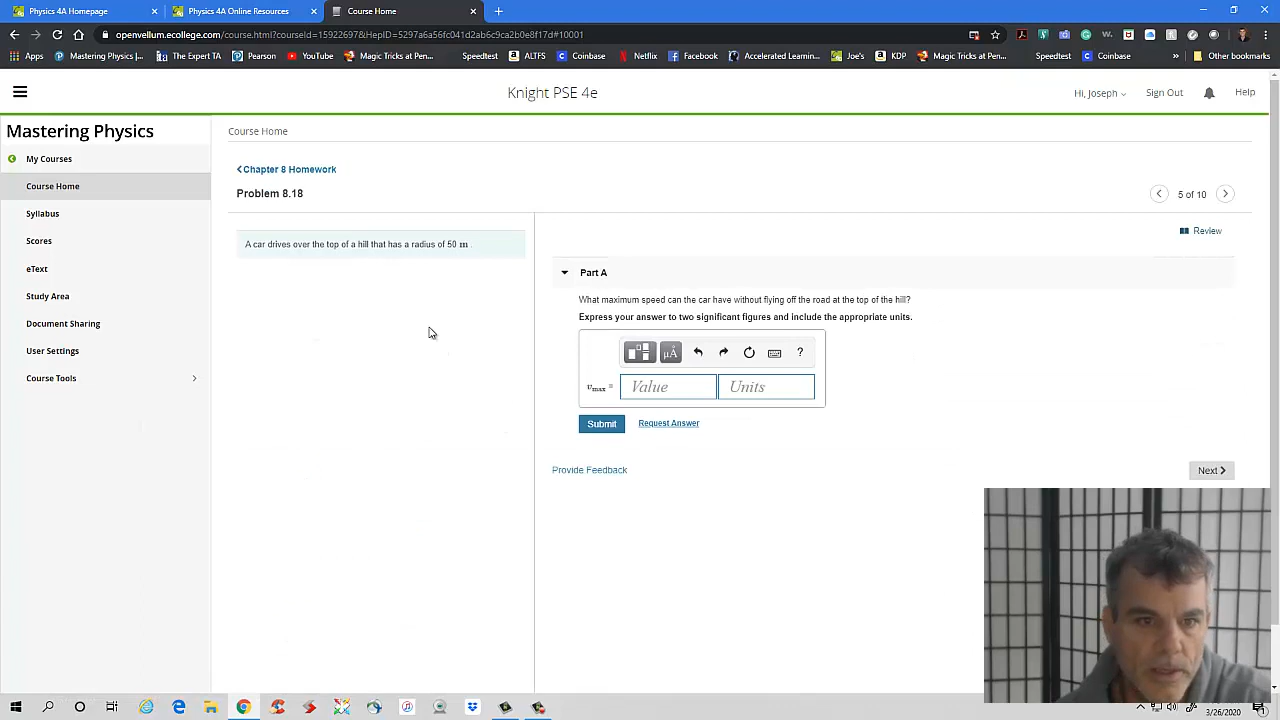 Physics 4A Homepage
Physics 4A Online Resources
Course Home
openvellum.ecollege.com/course.html?courseId=15922697&HepID=5297a6a56fc041d2ab6c9ca2b0e8f17d#10001
Apps
Mastering Physics |...
The Expert TA
Pearson
YouTube
Magic Tricks at Pen...
Speedtest
ALTFS
Coinbase
Netflix
Facebook
Accelerated Learnin...
Joe's
KDP
Magic Tricks at Pen...
Speedtest
Coinbase
»
Other bookmarks
Knight PSE 4e
Hi, Joseph
Sign Out
Help
Mastering Physics
My Courses
Course Home
Syllabus
Scores
eText
Study Area
Document Sharing
User Settings
Course Tools
Course Home
Chapter 8 Homework
Problem 8.18
5 of 10
A car drives over the top of a hill that has a radius of 50 m .
Review
Part A
What maximum speed can the car have without flying off the road at the top of the hill?
Express your answer to two significant figures and include the appropriate units.
μÅ
?
vmax =
Value
Units
Submit
Request Answer
Provide Feedback
Next
3/26/2020